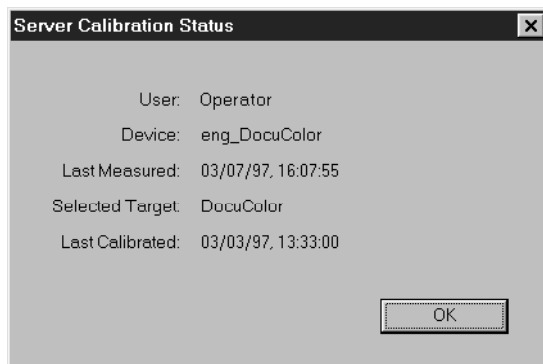 Server Calibration Status
User: Operator
Device: eng_DocuColor
Last Measured: 03/07/97, 16:07:55
Selected Target: DocuColor
Last Calibrated: 03/03/97, 13:33:00
OK